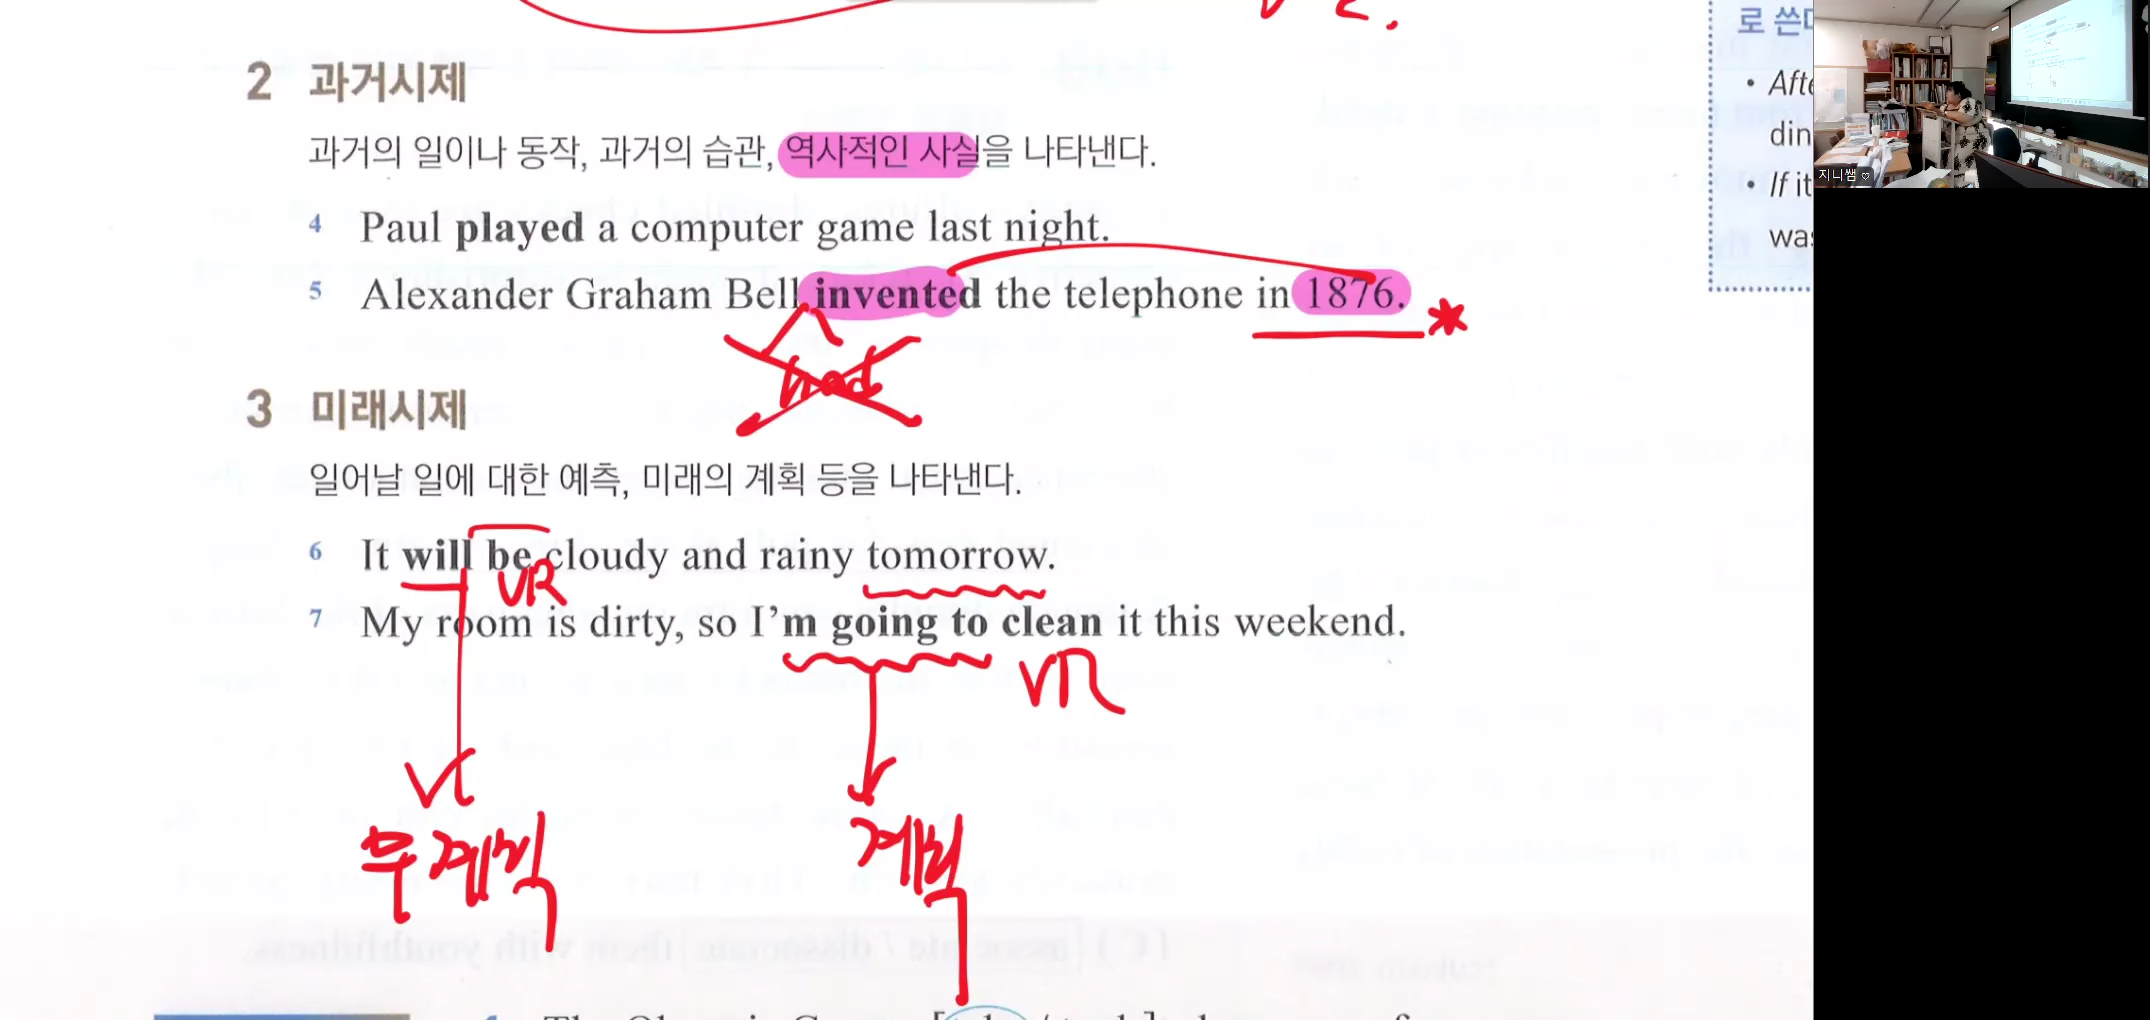 2 과거시제
과거의 일이나 동작, 과거의 습관, 역사적인 사실을 나타낸다.
4 Paul played a computer game last night.
5 Alexander Graham Bell invented the telephone in 1876.
had
3 미래시제
일어날 일에 대한 예측, 미래의 계획 등을 나타낸다.
6 It will be cloudy and rainy tomorrow.
VR
7 My room is dirty, so I'm going to clean it this weekend.
VR
무계획
계획
로 쓴다
• Afte
din
• If it
was
지니쌤 ♡